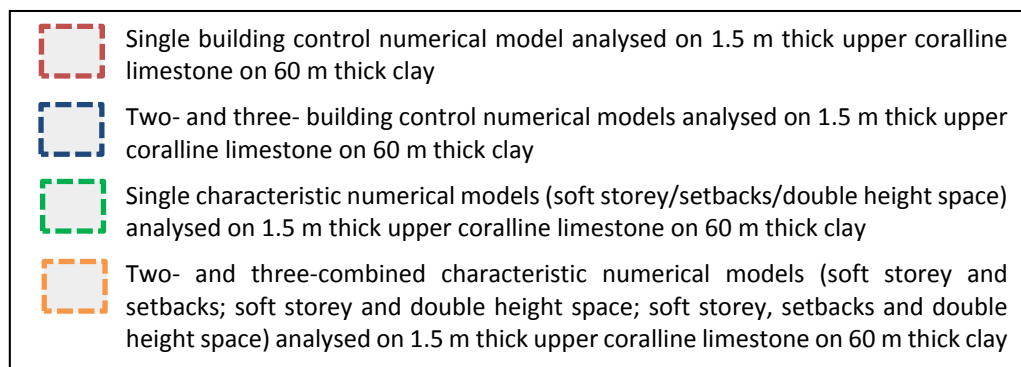 Single building control numerical model analysed on 1.5 m thick upper coralline
limestone on 60 m thick clay
Two- and three- building control numerical models analysed on 1.5 m thick upper
coralline limestone on 60 m thick clay
Single characteristic numerical models (soft storey/setbacks/double height space)
analysed on 1.5 m thick upper coralline limestone on 60 m thick clay
Two- and three-combined characteristic numerical models (soft storey and
setbacks; soft storey and double height space; soft storey, setbacks and double
height space) analysed on 1.5 m thick upper coralline limestone on 60 m thick clay